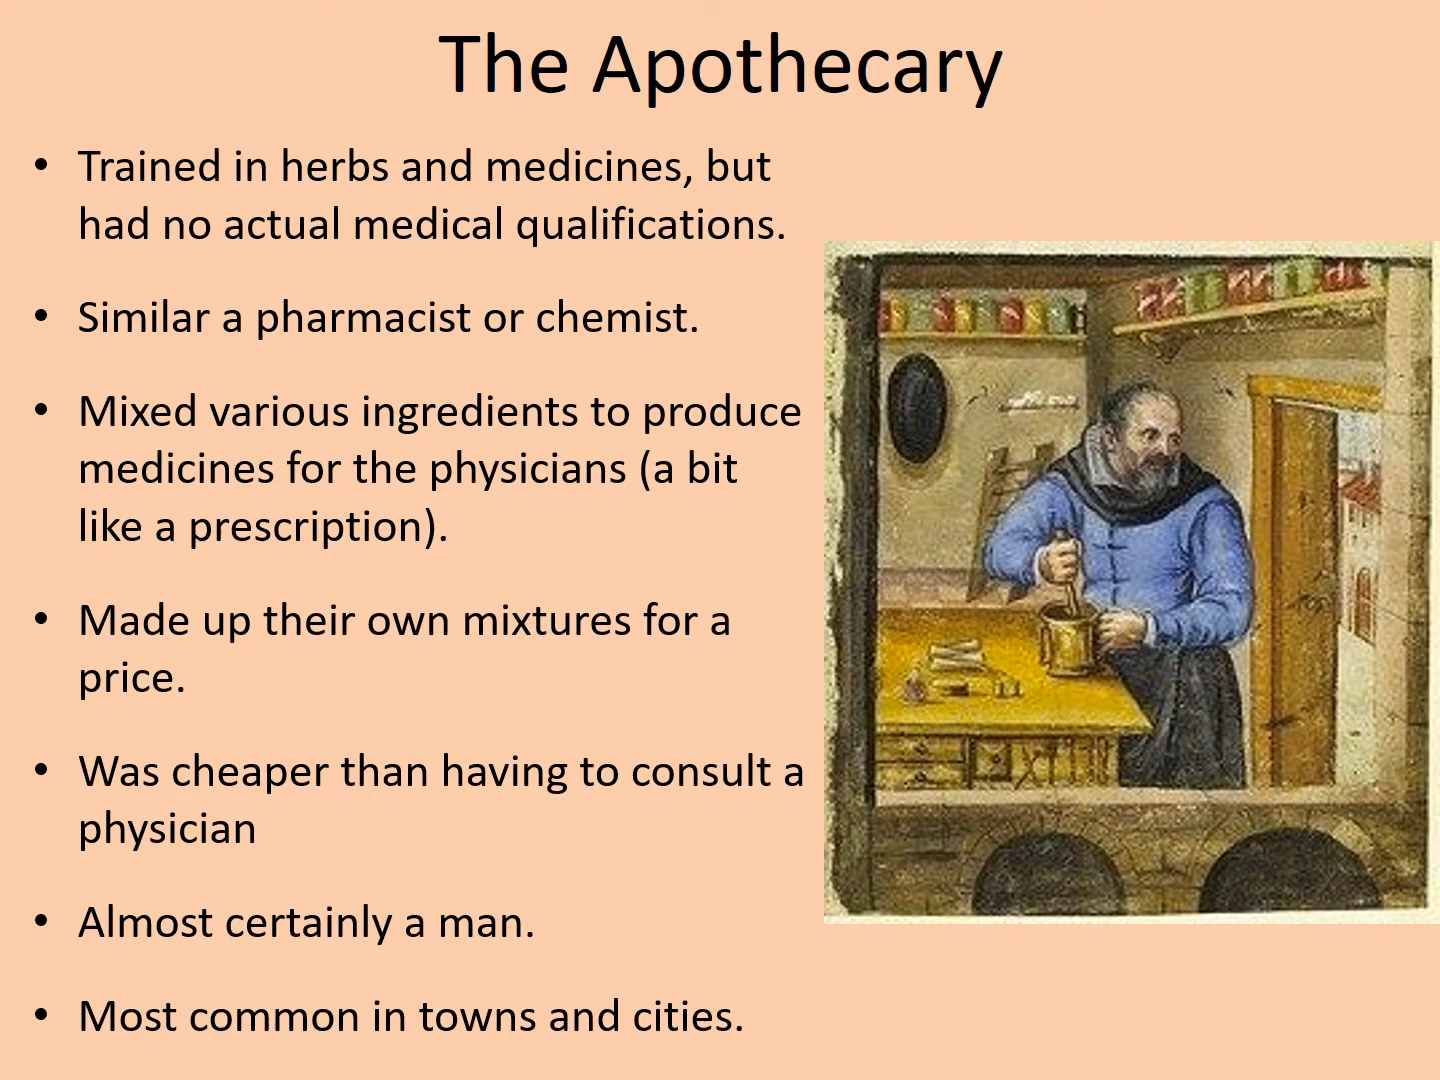 The Apothecary
• Trained in herbs and medicines, but
had no actual medical qualifications.
• Similar a pharmacist or chemist.
• Mixed various ingredients to produce
medicines for the physicians (a bit
like a prescription).
• Made up their own mixtures for a
price.
• Was cheaper than having to consult a
physician
• Almost certainly a man.
• Most common in towns and cities.